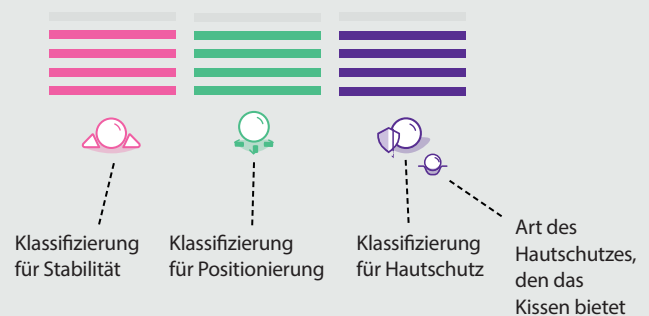 Klassifizierung
für Stabilität
Klassifizierung
für Positionierung
Klassifizierung
für Hautschutz
Art des
Hautschutzes,
den das
Kissen bietet